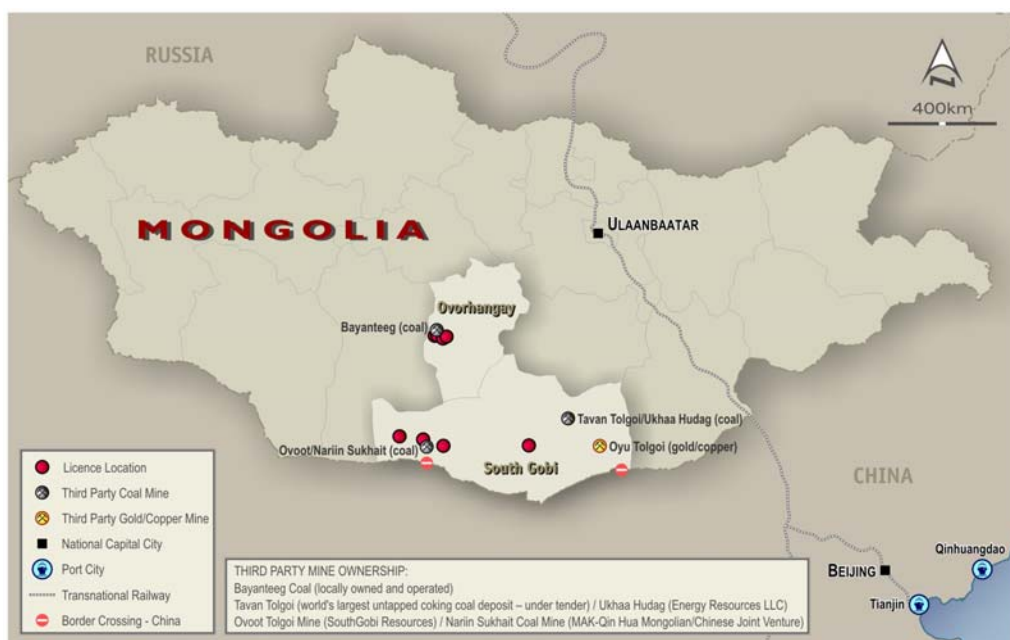 RUSSIA
N
400km
MONGOLIA
ULAANBAATAR
Ovorhangay
Bayanteeg (coal)
Tavan Tolgoi/Ukhaa Hudag (coal)
Ovoot/Nariin Sukhait (coal)
Oyu Tolgoi (gold/copper)
South Gobi
CHINA
Licence Location
Third Party Coal Mine
Third Party Gold/Copper Mine
National Capital City
Port City
Transnational Railway
Border Crossing - China
THIRD PARTY MINE OWNERSHIP:
Bayanteeg Coal (locally owned and operated)
Tavan Tolgoi (world's largest untapped coking coal deposit – under tender) / Ukhaa Hudag (Energy Resources LLC)
Ovoot Tolgoi Mine (SouthGobi Resources) / Nariin Sukhait Coal Mine (MAK-Qin Hua Mongolian/Chinese Joint Venture)
Qinhuangdao
BEIJING
Tianjin